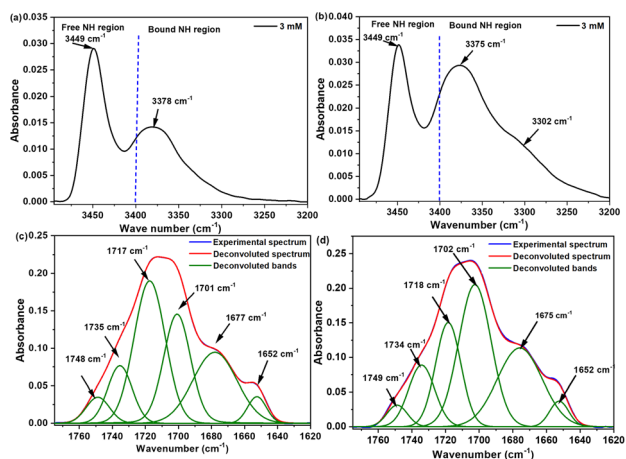 (a)
Free NH region
Bound NH region
3 mM
3449 cm⁻¹
3378 cm⁻¹
Absorbance
0.035
0.030
0.025
0.020
0.015
0.010
0.005
0.000
3450 3400 3350 3300 3250 3200
Wave number (cm⁻¹)
(b)
Free NH region
Bound NH region
3 mM
3449 cm⁻¹
3375 cm⁻¹
3302 cm⁻¹
Absorbance
0.040
0.035
0.030
0.025
0.020
0.015
0.010
0.005
0.000
3450 3400 3350 3300 3250 3200
Wavenumber (cm⁻¹)
(c)
Experimental spectrum
Deconvoluted spectrum
Deconvoluted bands
1717 cm⁻¹
1701 cm⁻¹
1735 cm⁻¹
1677 cm⁻¹
1748 cm⁻¹
1652 cm⁻¹
Absorbance
0.25
0.20
0.15
0.10
0.05
0.00
1760 1740 1720 1700 1680 1660 1640 1620
Wavenumber (cm⁻¹)
(d)
Experimental spectrum
Deconvoluted spectrum
Deconvoluted bands
1702 cm⁻¹
1718 cm⁻¹
1734 cm⁻¹
1675 cm⁻¹
1749 cm⁻¹
1652 cm⁻¹
Absorbance
0.25
0.20
0.15
0.10
0.05
0.00
1760 1740 1720 1700 1680 1660 1640 1620
Wavenumber (cm⁻¹)